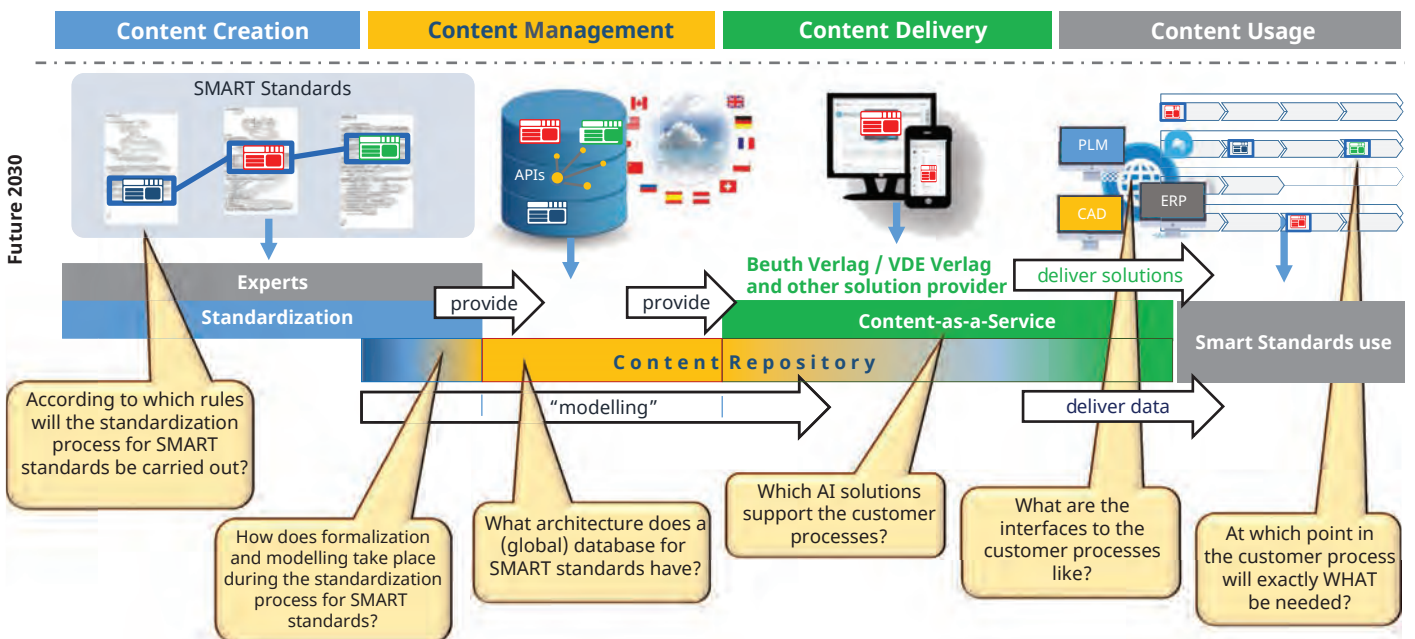 Content Creation
Content Management
Content Delivery
Content Usage
Future 2030
SMART Standards
APIs
PLM
CAD
ERP
Experts
Standardization
provide
provide
Beuth Verlag / VDE Verlag
and other solution provider
Content-as-a-Service
deliver solutions
Smart Standards use
Content Repository
“modelling”
deliver data
According to which rules
will the standardization
process for SMART
standards be carried out?
How does formalization
and modelling take place
during the standardization
process for SMART
standards?
What architecture does a
(global) database for
SMART standards have?
Which AI solutions
support the customer
processes?
What are the
interfaces to the
customer processes
like?
At which point in
the customer process
will exactly WHAT
be needed?